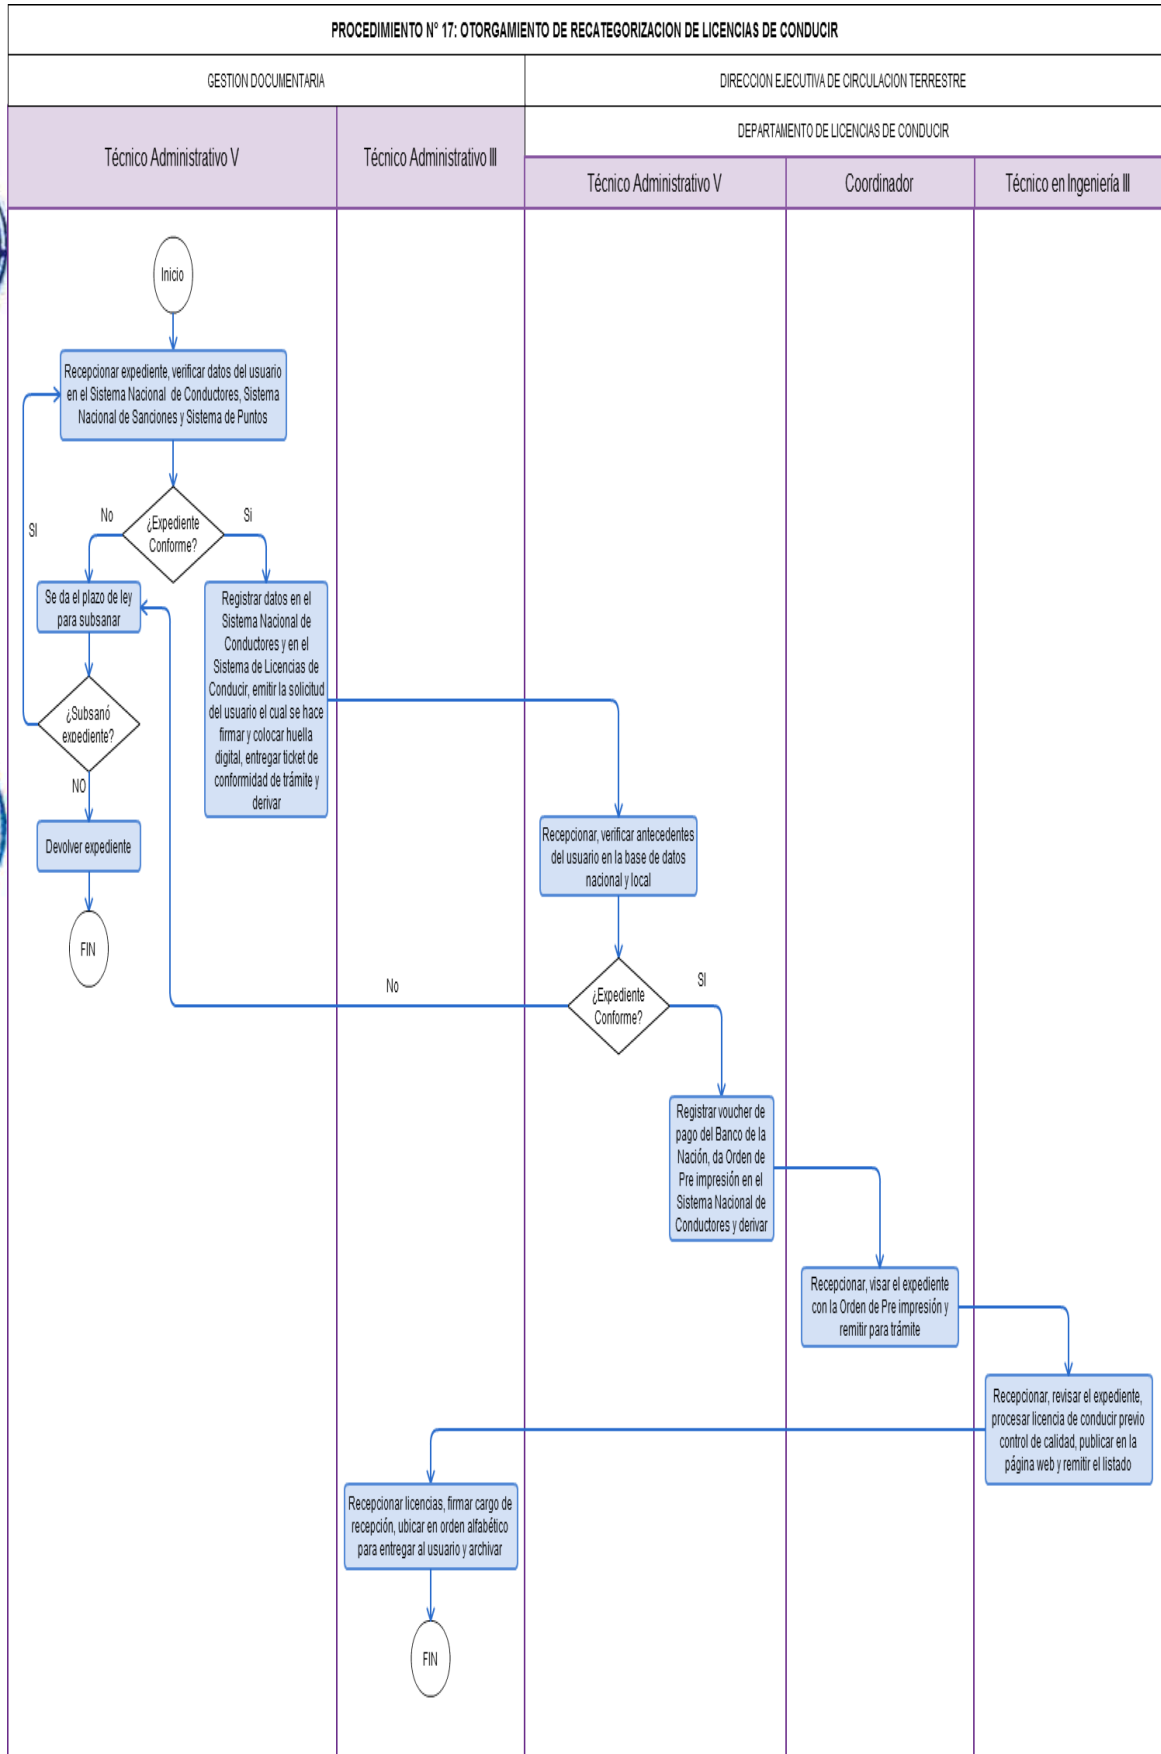 PROCEDIMIENTO N° 17: OTORGAMIENTO DE RECATEGORIZACION DE LICENCIAS DE CONDUCIR
GESTION DOCUMENTARIA
DIRECCION EJECUTIVA DE CIRCULACION TERRESTRE
DEPARTAMENTO DE LICENCIAS DE CONDUCIR
Técnico Administrativo V
Técnico Administrativo III
Técnico Administrativo V
Coordinador
Técnico en Ingeniería III
Inicio
Recepcionar expediente, verificar datos del usuario
en el Sistema Nacional de Conductores, Sistema
Nacional de Sanciones y Sistema de Puntos
¿Expediente
Conforme?
No
Si
SI
Se da el plazo de ley
para subsanar
Registrar datos en el
Sistema Nacional de
Conductores y en el
Sistema de Licencias de
Conducir, emitir la solicitud
del usuario el cual se hace
firmar y colocar huella
digital, entregar ticket de
conformidad de trámite y
derivar
¿Subsanó
expediente?
NO
Devolver expediente
FIN
Recepcionar, verificar antecedentes
del usuario en la base de datos
nacional y local
¿Expediente
Conforme?
No
SI
Registrar voucher de
pago del Banco de la
Nación, da Orden de
Pre impresión en el
Sistema Nacional de
Conductores y derivar
Recepcionar, visar el expediente
con la Orden de Pre impresión y
remitir para trámite
Recepcionar, revisar el expediente,
procesar licencia de conducir previo
control de calidad, publicar en la
página web y remitir el listado
Recepcionar licencias, firmar cargo de
recepción, ubicar en orden alfabético
para entregar al usuario y archivar
FIN